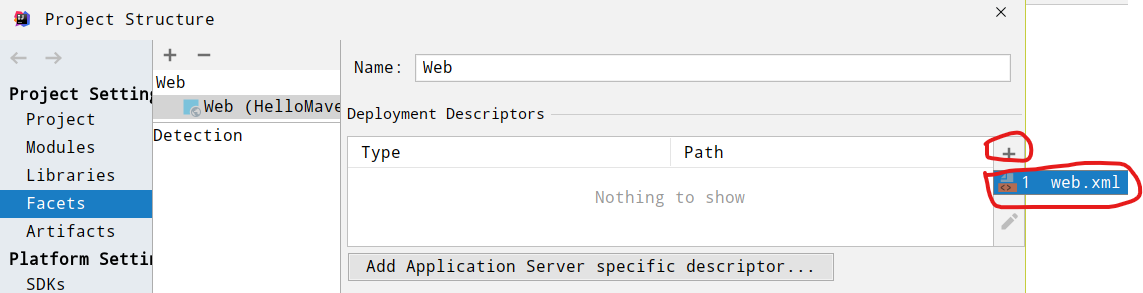 Project Structure
Project Setting
Project
Modules
Libraries
Facets
Artifacts
Platform Settin
SDKs
Web
Web (HelloMave
Detection
Name: Web
Deployment Descriptors
Type Path
Nothing to show
1 web.xml
Add Application Server specific descriptor...